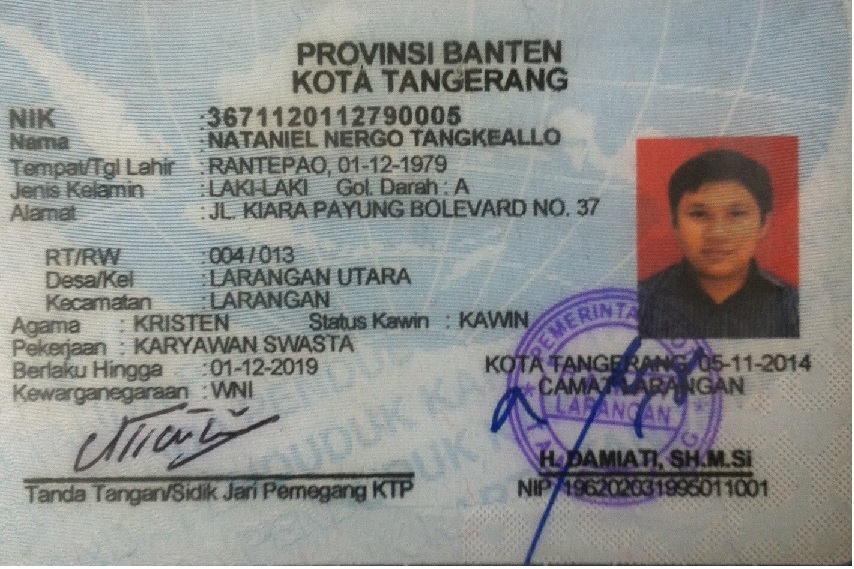 PROVINSI BANTEN
KOTA TANGERANG
NIK : 3671120112790005
Nama : NATANIEL NERGO TANGKEALLO
Tempat/Tgl Lahir : RANTEPAO, 01-12-1979
Jenis Kelamin : LAKI-LAKI Gol. Darah : A
Alamat : JL. KIARA PAYUNG BOLEVARD NO. 37
RT/RW : 004 / 013
Desa/Kel : LARANGAN UTARA
Kecamatan : LARANGAN
Agama : KRISTEN Status Kawin : KAWIN
Pekerjaan : KARYAWAN SWASTA
Berlaku Hingga : 01-12-2019
Kewarganegaraan : WNI
KOTA TANGERANG, 05-11-2014
CAMAT LARANGAN
PEMERINTA
LARANGAN
H. DAMIATI, SH.M.Si
NIP. 196202031995011001
Tanda Tangan/Sidik Jari Pemegang KTP